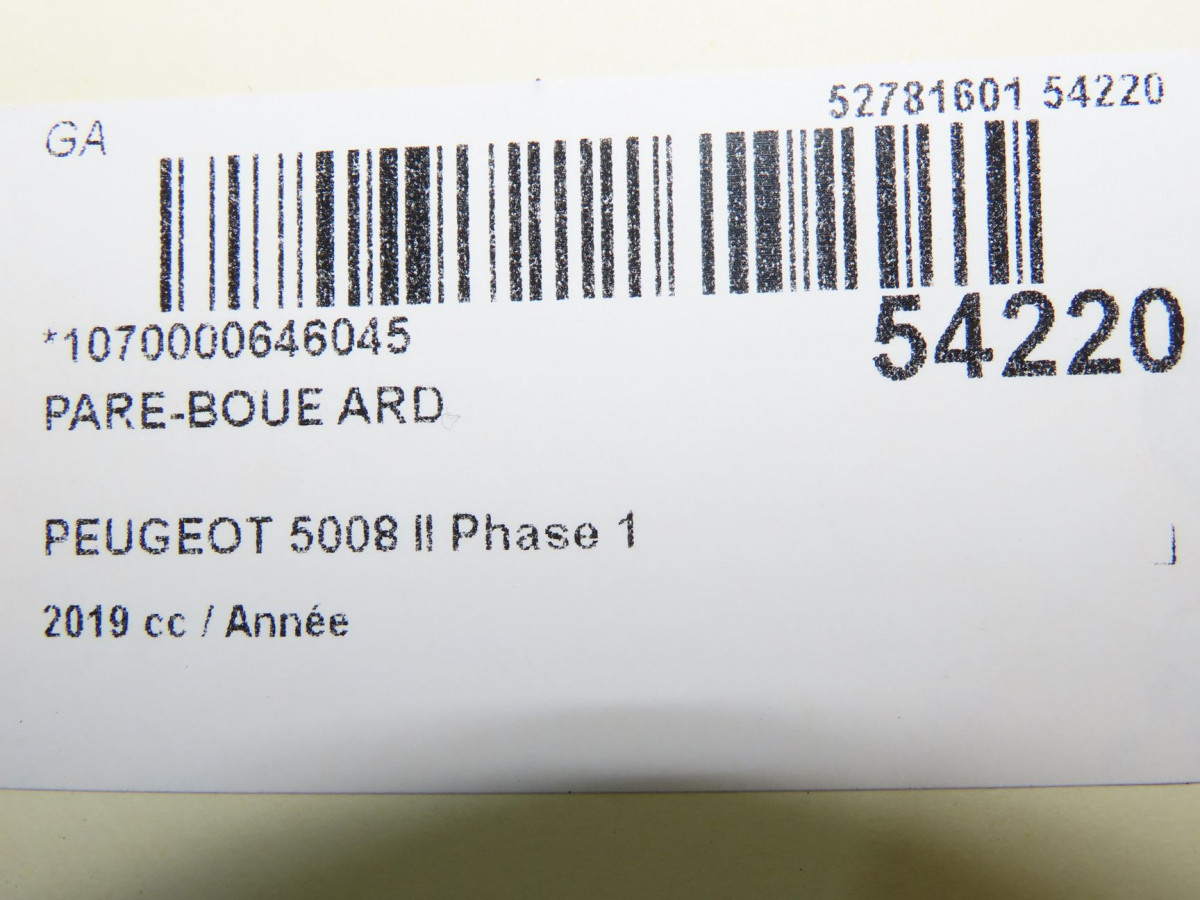 52781601 54220
GA
*1070000646045
54220
PARE-BOUE ARD
PEUGEOT 5008 II Phase 1
2019 cc / Année